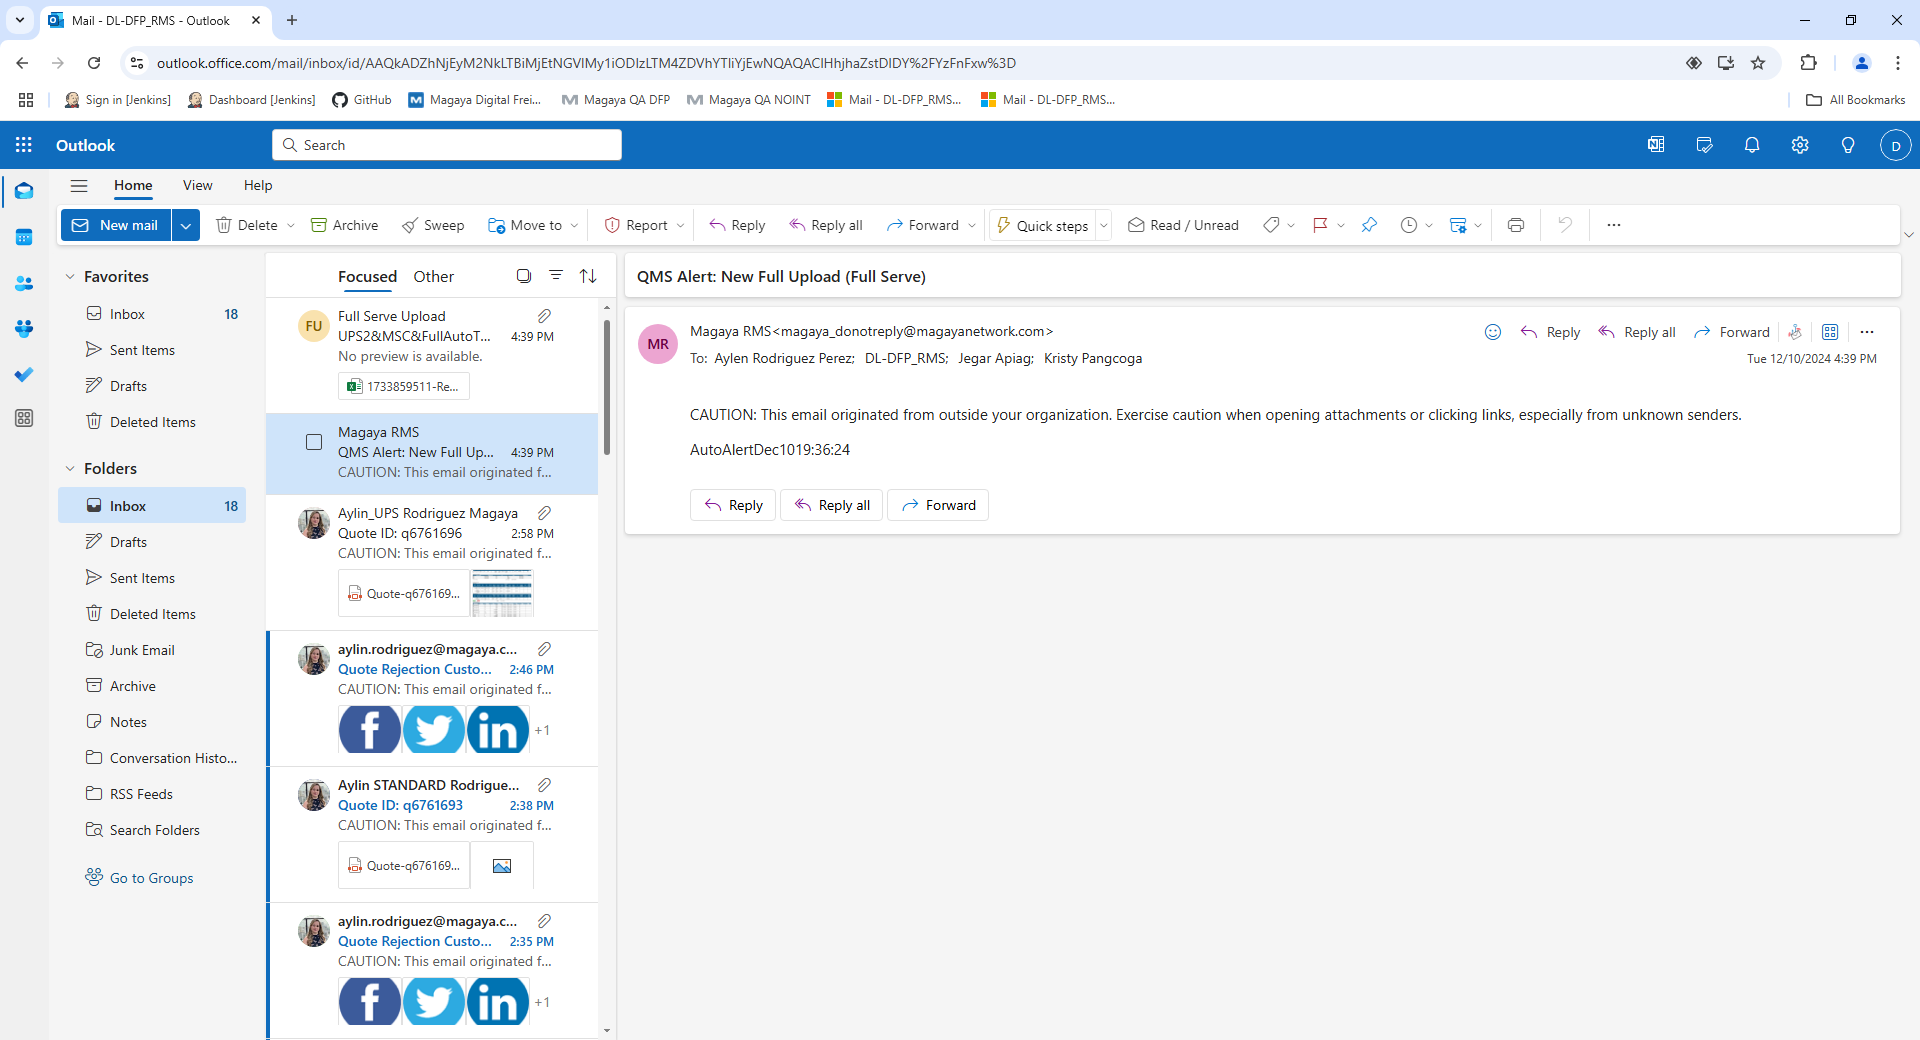 Mail - DL-DFP_RMS - Outlook
outlook.office.com/mail/inbox/id/AAQkADZhNjEyM2NkLTBiMjEtNGVlMy1iODIzLTM4ZDVhYTliYjEwNQAQAClHhjhaZstDlDY%2FYzFnFxw%3D
Sign in [Jenkins]
Dashboard [Jenkins]
GitHub
Magaya Digital Frei...
Magaya QA DFP
Magaya QA NOINT
Mail - DL-DFP_RMS...
Mail - DL-DFP_RMS...
All Bookmarks
Outlook
Search
D
Home
View
Help
New mail
Delete
Archive
Sweep
Move to
Report
Reply
Reply all
Forward
Quick steps
Read / Unread
Favorites
Inbox 18
Sent Items
Drafts
Deleted Items
Folders
Inbox 18
Drafts
Sent Items
Deleted Items
Junk Email
Archive
Notes
Conversation Histo...
RSS Feeds
Search Folders
Go to Groups
Focused
Other
FU
Full Serve Upload
UPS2&MSC&FullAutoT... 4:39 PM
No preview is available.
1733859511-Re...
Magaya RMS
QMS Alert: New Full Up... 4:39 PM
CAUTION: This email originated f...
Aylin_UPS Rodriguez Magaya
Quote ID: q6761696 2:58 PM
CAUTION: This email originated f...
Quote-q676169...
aylin.rodriguez@magaya.c...
Quote Rejection Custo... 2:46 PM
CAUTION: This email originated f...
f
in
+1
Aylin STANDARD Rodrigue...
Quote ID: q6761693 2:38 PM
CAUTION: This email originated f...
Quote-q676169...
aylin.rodriguez@magaya.c...
Quote Rejection Custo... 2:35 PM
CAUTION: This email originated f...
f
in
+1
QMS Alert: New Full Upload (Full Serve)
MR
Magaya RMS<magaya_donotreply@magayanetwork.com>
To: Aylen Rodriguez Perez; DL-DFP_RMS; Jegar Apiag; Kristy Pangcoga
Reply
Reply all
Forward
Tue 12/10/2024 4:39 PM
CAUTION: This email originated from outside your organization. Exercise caution when opening attachments or clicking links, especially from unknown senders.
AutoAlertDec1019:36:24
Reply
Reply all
Forward